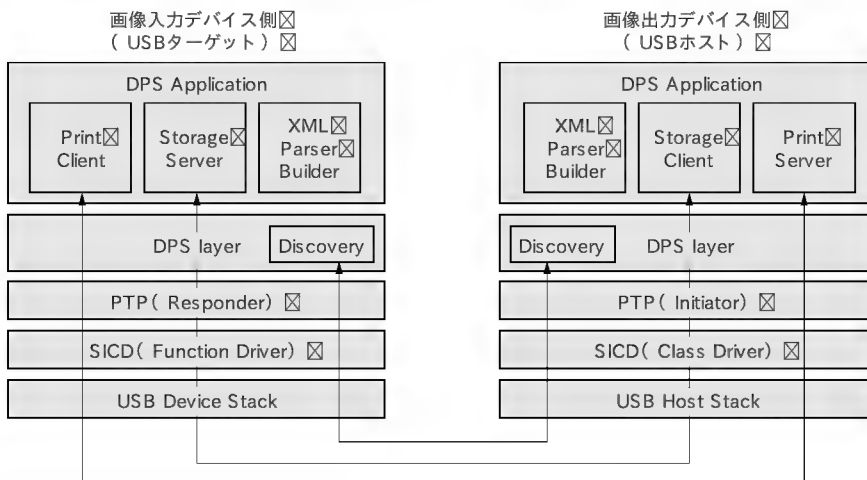 画像入力デバイス側
( USBターゲット )
DPS Application
Print
Client
Storage
Server
XML
Parser
Builder
DPS layer
Discovery
PTP( Responder)
SICD( Function Driver)
USB Device Stack
画像出力デバイス側
( USBホスト )
DPS Application
XML
Parser
Builder
Storage
Client
Print
Server
Discovery
DPS layer
PTP( Initiator)
SICD( Class Driver)
USB Host Stack